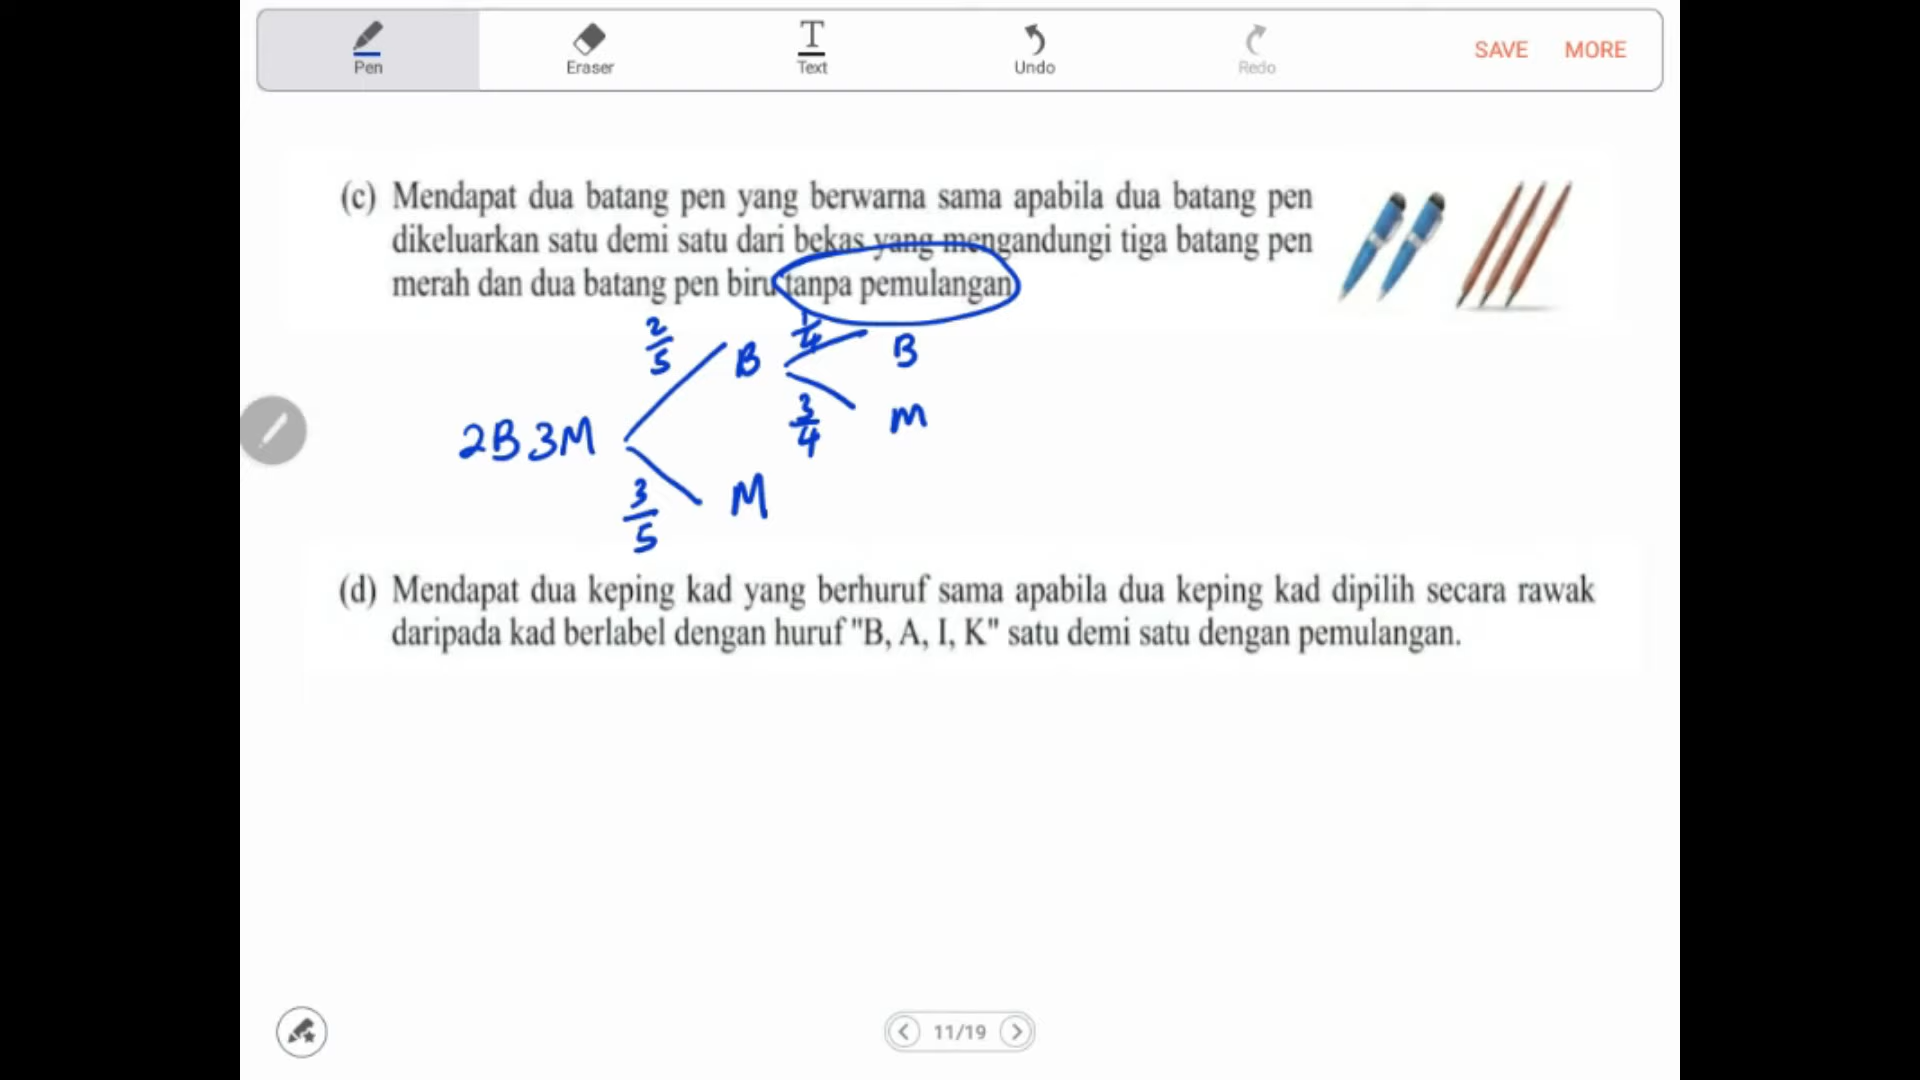 Pen
Eraser
T
Text
Undo
Redo
SAVE
MORE
(c) Mendapat dua batang pen yang berwarna sama apabila dua batang pen
dikeluarkan satu demi satu dari bekas yang mengandungi tiga batang pen
merah dan dua batang pen biru tanpa pemulangan
2/5
B
1/4
B
3/4
M
2B 3M
3/5
M
(d) Mendapat dua keping kad yang berhuruf sama apabila dua keping kad dipilih secara rawak
daripada kad berlabel dengan huruf "B, A, I, K" satu demi satu dengan pemulangan.
11/19